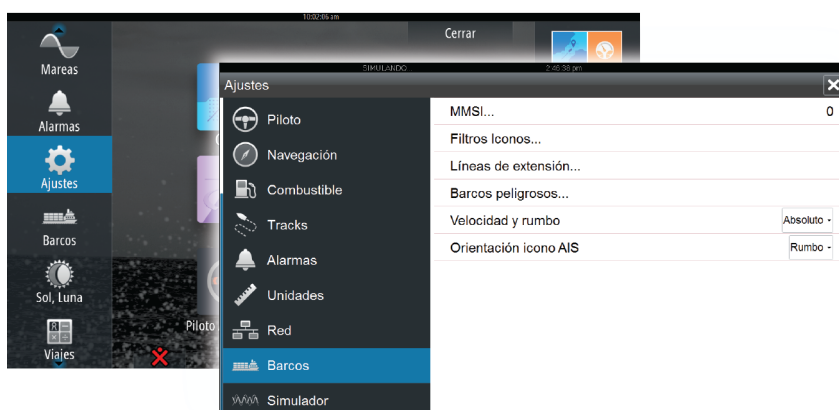 10:02:06 am
Cerrar
Mareas
Alarmas
Ajustes
Barcos
Sol, Luna
Viajes
Piloto
SIMULANDO
2:46:38 pm
Ajustes
Piloto
Navegación
Combustible
Tracks
Alarmas
Unidades
Red
Barcos
Simulador
MMSI... 0
Filtros Iconos...
Líneas de extensión...
Barcos peligrosos...
Velocidad y rumbo Absoluto
Orientación icono AIS Rumbo